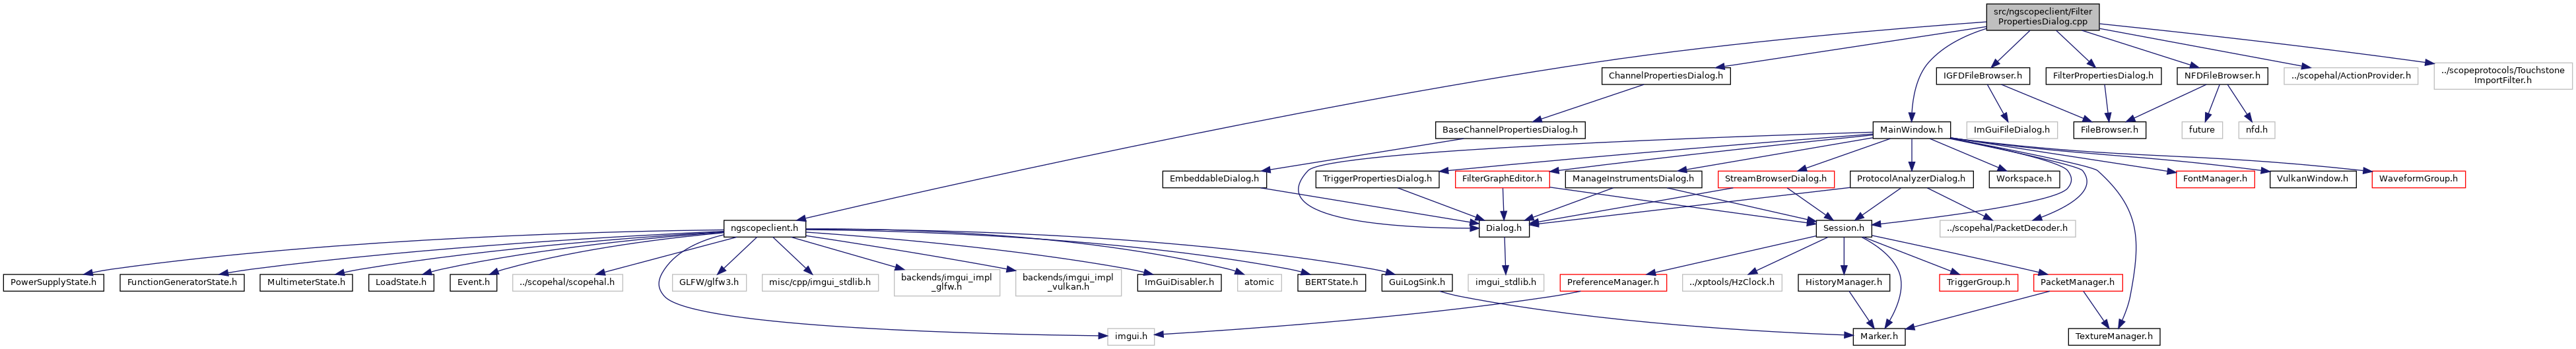 src/ngscopeclient/Filter
PropertiesDialog.cpp
ChannelPropertiesDialog.h
IGFDFileBrowser.h
FilterPropertiesDialog.h
NFDFileBrowser.h
../scopehal/ActionProvider.h
../scopeprotocols/Touchstone
ImportFilter.h
BaseChannelPropertiesDialog.h
MainWindow.h
ImGuiFileDialog.h
FileBrowser.h
future
nfd.h
EmbeddableDialog.h
TriggerPropertiesDialog.h
FilterGraphEditor.h
ManageInstrumentsDialog.h
StreamBrowserDialog.h
ProtocolAnalyzerDialog.h
Workspace.h
FontManager.h
VulkanWindow.h
WaveformGroup.h
ngscopeclient.h
Dialog.h
Session.h
../scopehal/PacketDecoder.h
PowerSupplyState.h
FunctionGeneratorState.h
MultimeterState.h
LoadState.h
Event.h
../scopehal/scopehal.h
GLFW/glfw3.h
misc/cpp/imgui_stdlib.h
backends/imgui_impl
_glfw.h
backends/imgui_impl
_vulkan.h
ImGuiDisabler.h
atomic
BERTState.h
GuiLogSink.h
imgui_stdlib.h
PreferenceManager.h
../xptools/HzClock.h
HistoryManager.h
TriggerGroup.h
PacketManager.h
imgui.h
Marker.h
TextureManager.h